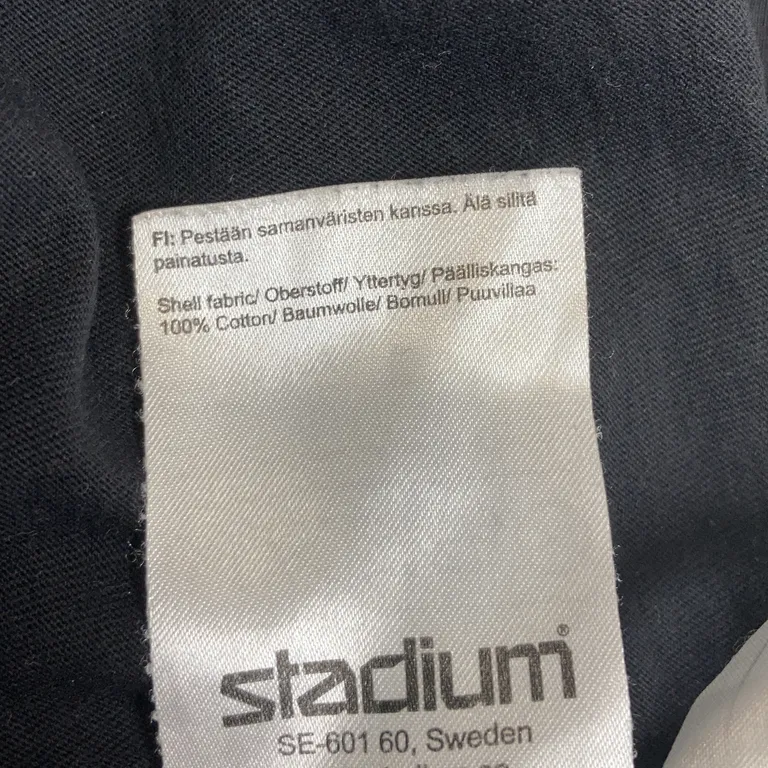 FI: Pestään samanväristen kanssa. Älä silitä
painatusta.
Shell fabric/ Oberstoff/ Yttertyg/ Päälliskangas:
100% Cotton/ Baumwolle/ Bomull/ Puuvillaa
stadium®
SE-601 60, Sweden